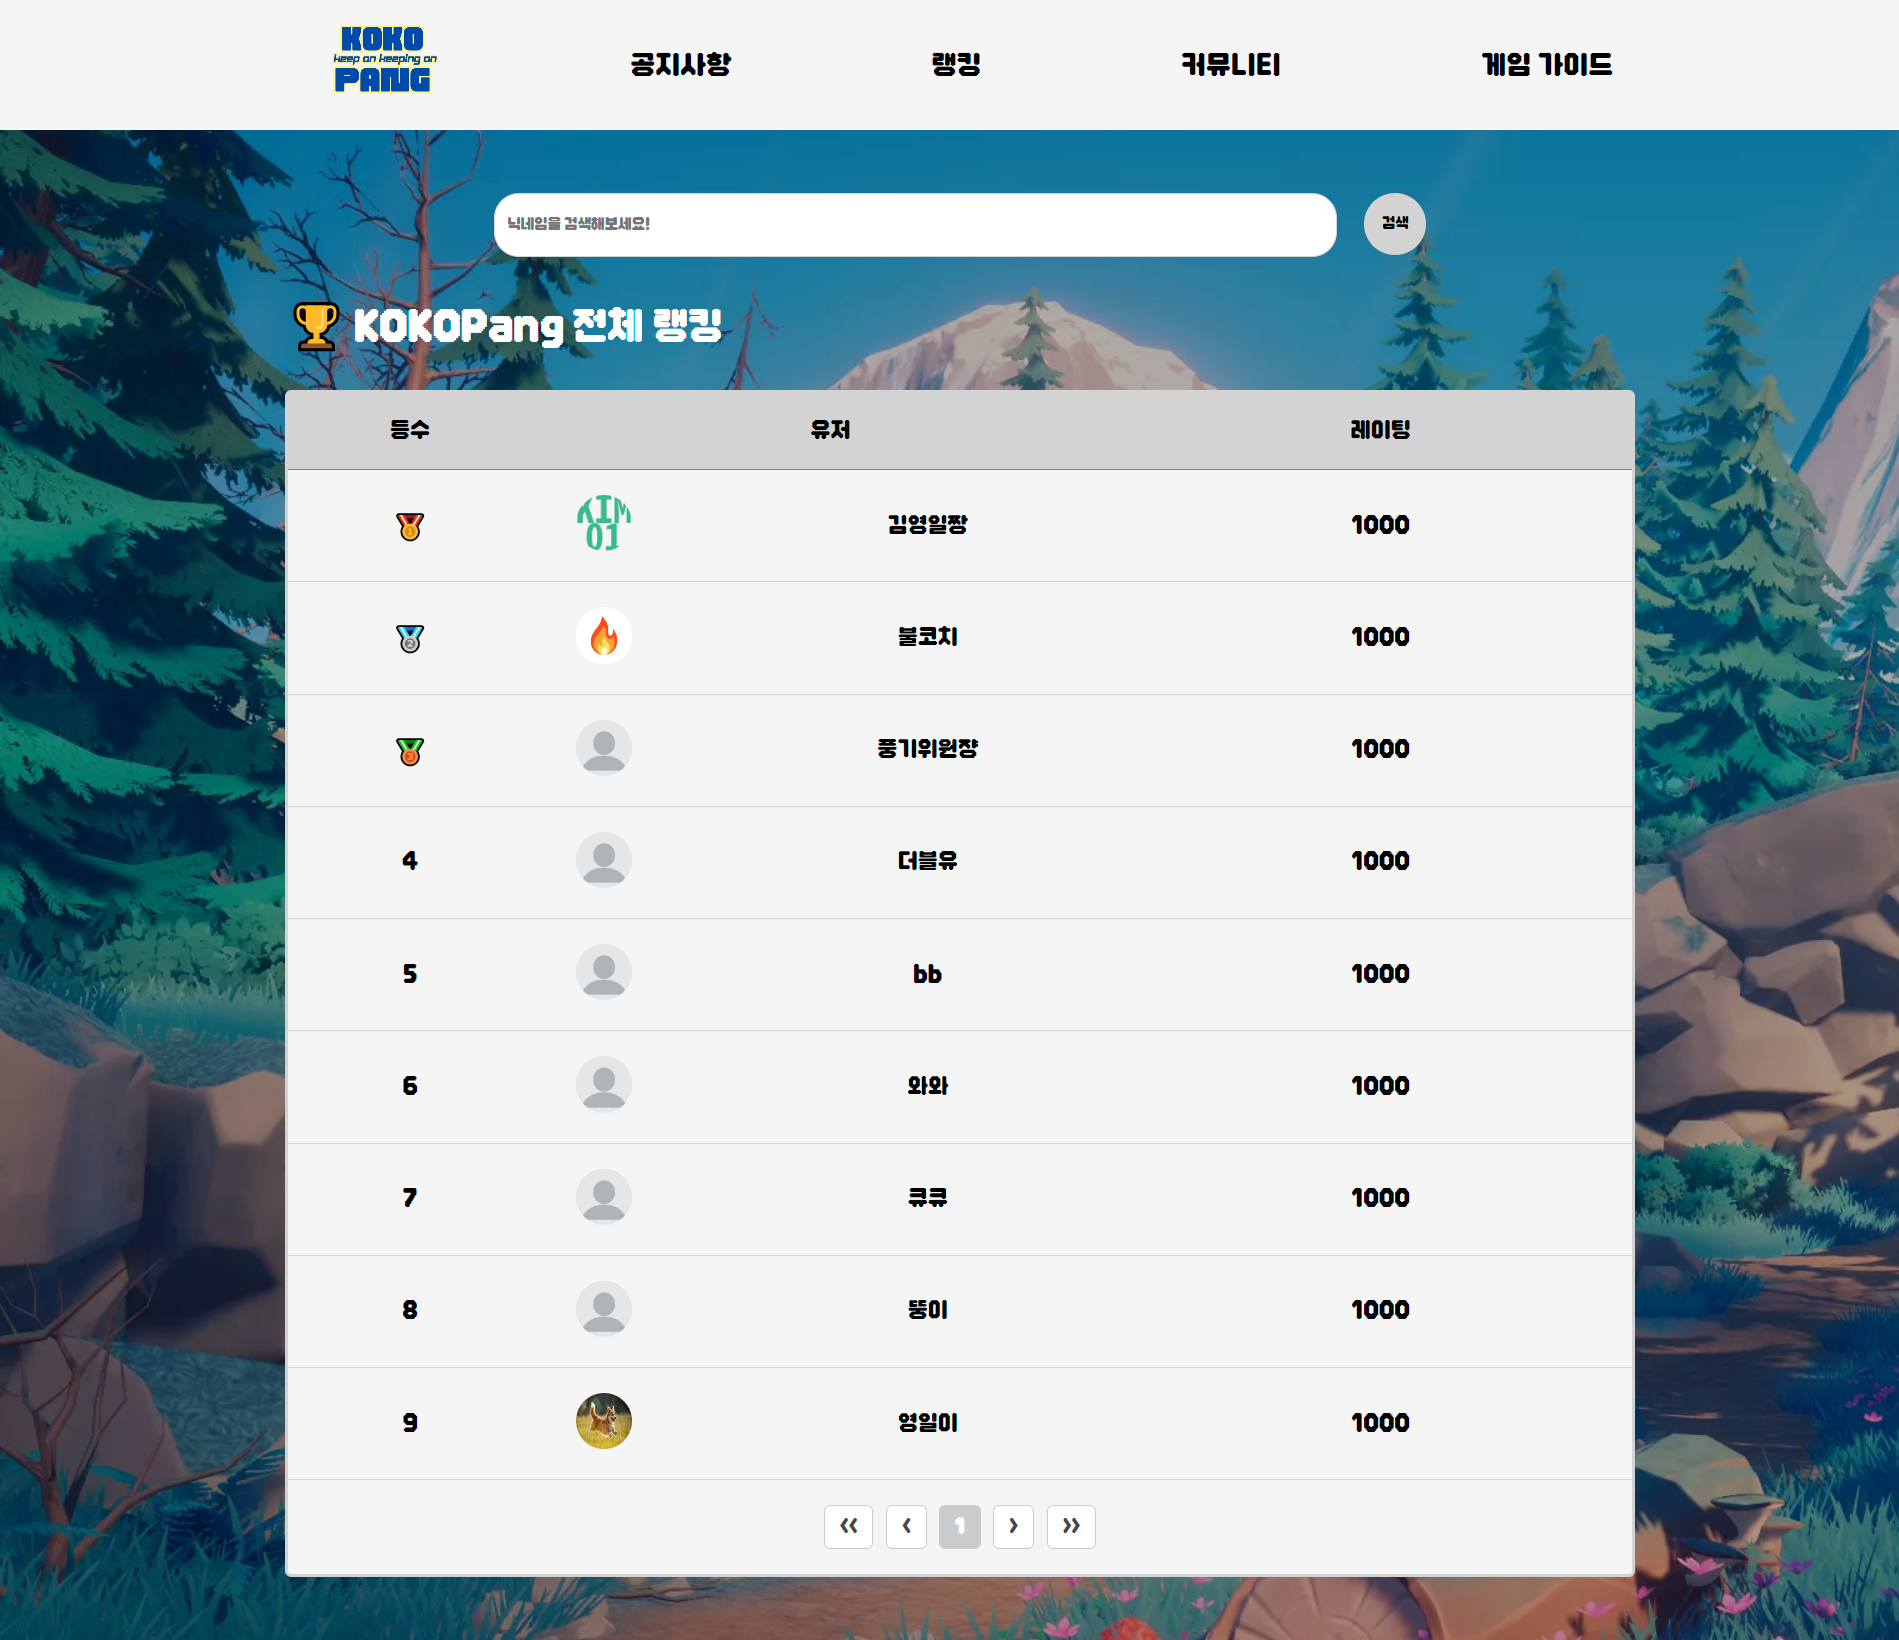 KOKO
keep on keeping on
PANG
공지사항
랭킹
커뮤니티
게임 가이드
닉네임을 검색해보세요!
검색
KOKOPang 전체 랭킹
등수 유저 레이팅
1 KIM 01 김영일짱 1000
2 불코치 1000
3 풍기위원쟝 1000
4 더블유 1000
5 bb 1000
6 와와 1000
7 큐큐 1000
8 뚱이 1000
9 영일이 1000
« ‹ 1 › »